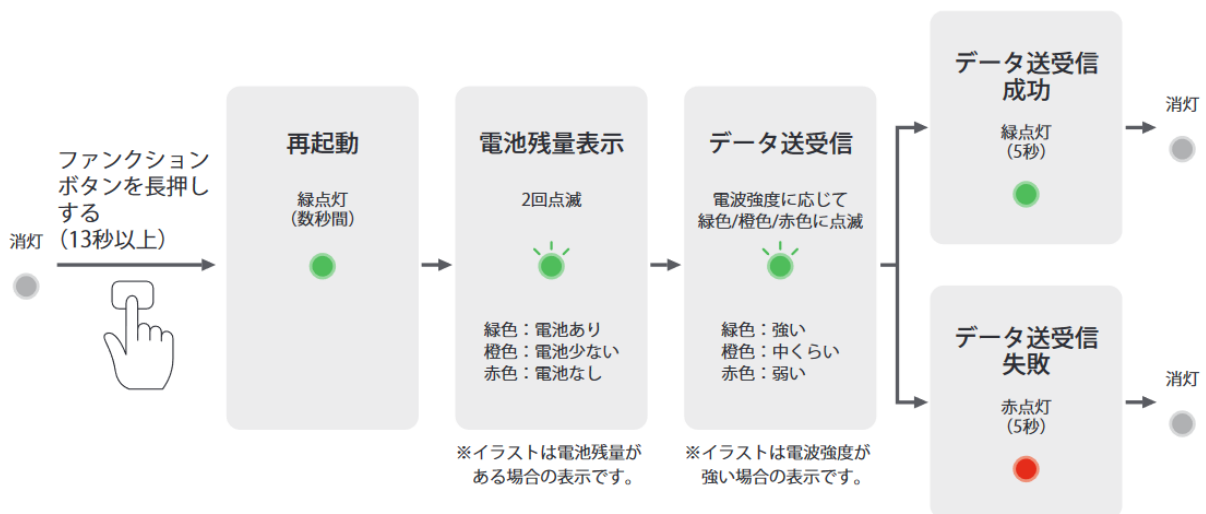 消灯
ファンクション
ボタンを長押し
する
（13秒以上）
再起動
緑点灯
（数秒間）
電池残量表示
2回点滅
緑色：電池あり
橙色：電池少ない
赤色：電池なし
※イラストは電池残量が
ある場合の表示です。
データ送受信
電波強度に応じて
緑色/橙色/赤色に点滅
緑色：強い
橙色：中くらい
赤色：弱い
※イラストは電波強度が
強い場合の表示です。
データ送受信
成功
緑点灯
（5秒）
消灯
データ送受信
失敗
赤点灯
（5秒）
消灯